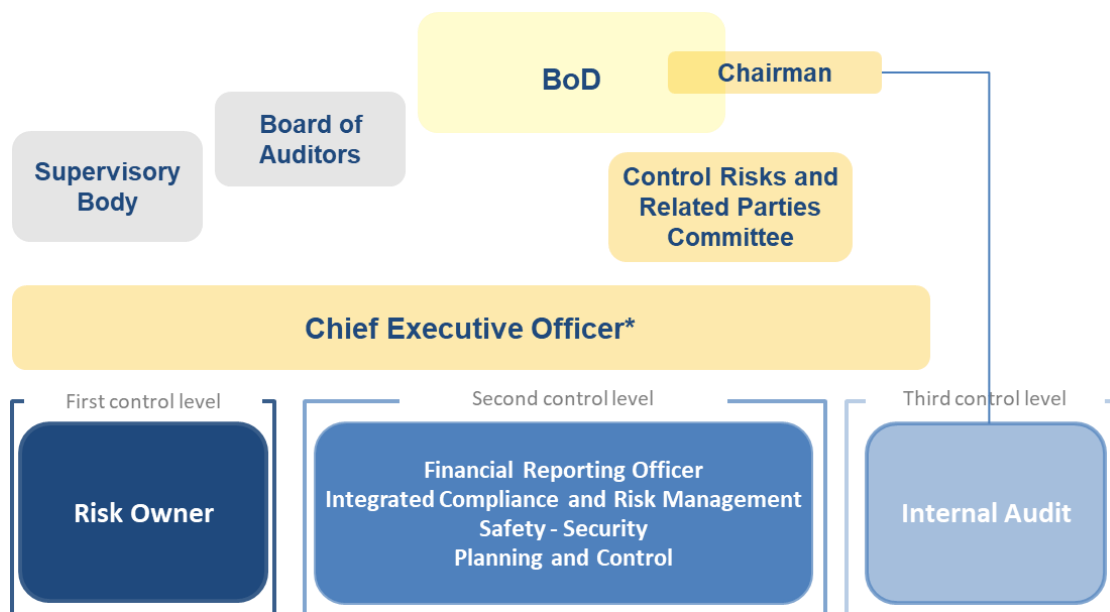 BoD
Chairman
Board of
Auditors
Supervisory
Body
Control Risks and
Related Parties
Committee
Chief Executive Officer*
First control level
Second control level
Third control level
Risk Owner
Financial Reporting Officer
Integrated Compliance and Risk Management
Safety - Security
Planning and Control
Internal Audit